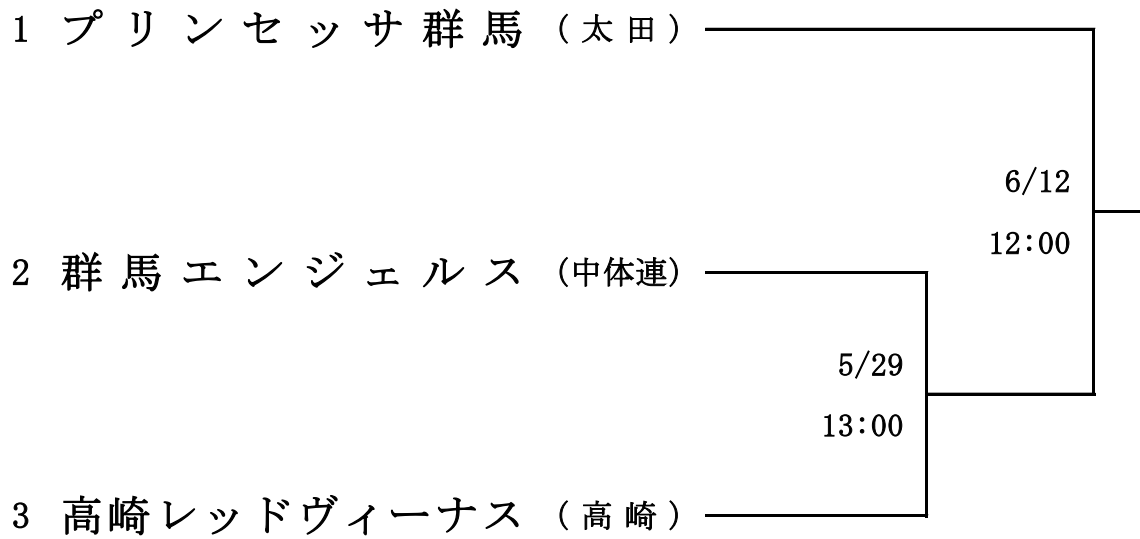 1 プリンセッサ群馬 (太田)
6/12
12:00
2 群馬エンジェルス (中体連)
5/29
13:00
3 高崎レッドヴィーナス (高崎)